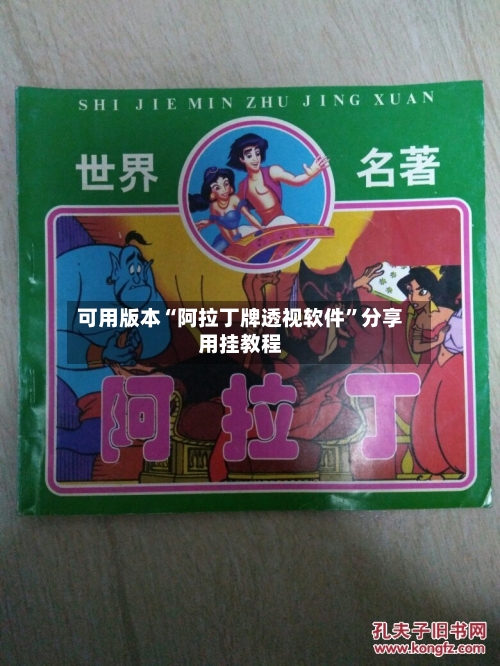 SHI JIE MIN ZHU JING XUAN
世界 名著
可用版本“阿拉丁牌透视软件”分享
用挂教程
阿拉丁
孔夫子旧书网
www.kongfz.com